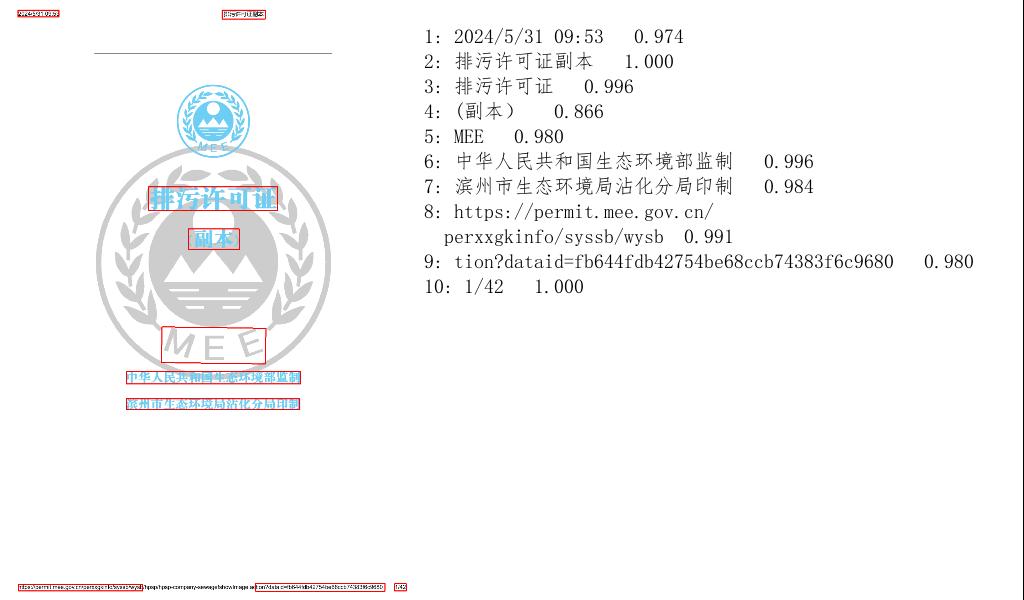 2024/5/31 09:53 排污许可证副本
MEE
排污许可证
(副本)
MEE
中华人民共和国生态环境部监制
滨州市生态环境局沾化分局印制
https://permit.mee.gov.cn/perxxgkinfo/syssb/wysb/hpsp/hpsp-company-sewage!showImage.action?dataid=fb644fdb42754be68ccb74383f6c9680 1/42
1: 2024/5/31 09:53 0.974
2: 排污许可证副本 1.000
3: 排污许可证 0.996
4: (副本） 0.866
5: MEE 0.980
6: 中华人民共和国生态环境部监制 0.996
7: 滨州市生态环境局沾化分局印制 0.984
8: https://permit.mee.gov.cn/
perxxgkinfo/syssb/wysb 0.991
9: tion?dataid=fb644fdb42754be68ccb74383f6c9680 0.980
10: 1/42 1.000